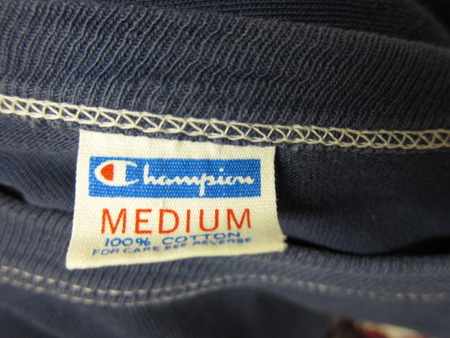 Champion
MEDIUM
100% COTTON
FOR CARE SEE REVERSE